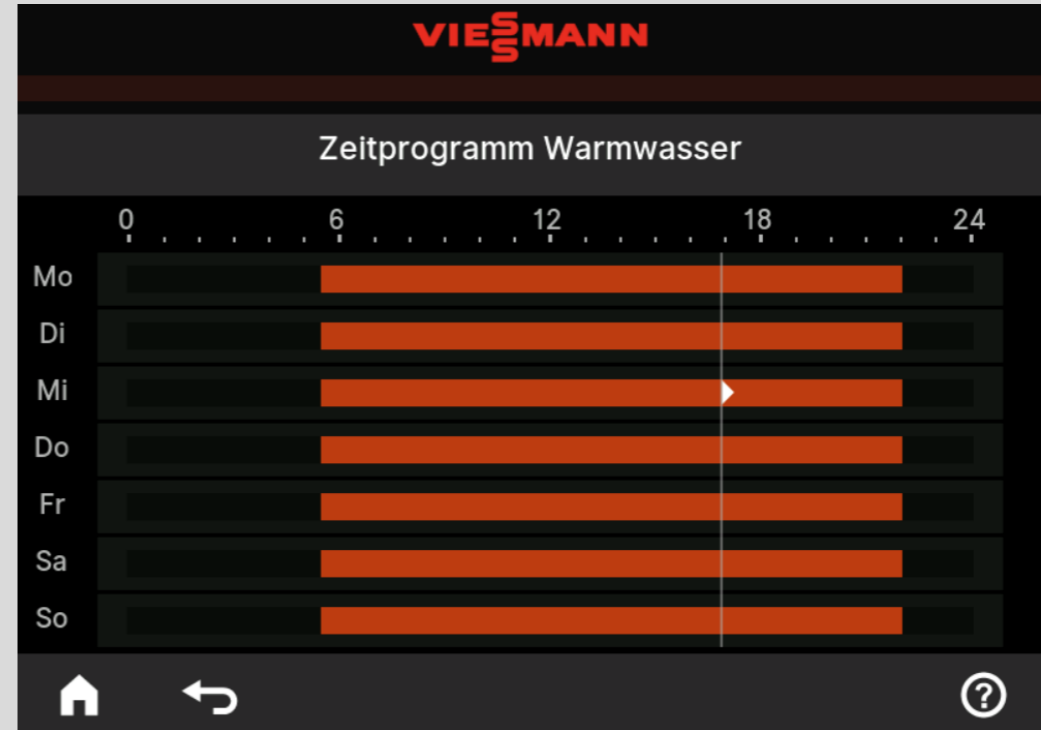 VIESSMANN
Zeitprogramm Warmwasser
0 6 12 18 24
Mo
Di
Mi
Do
Fr
Sa
So
?